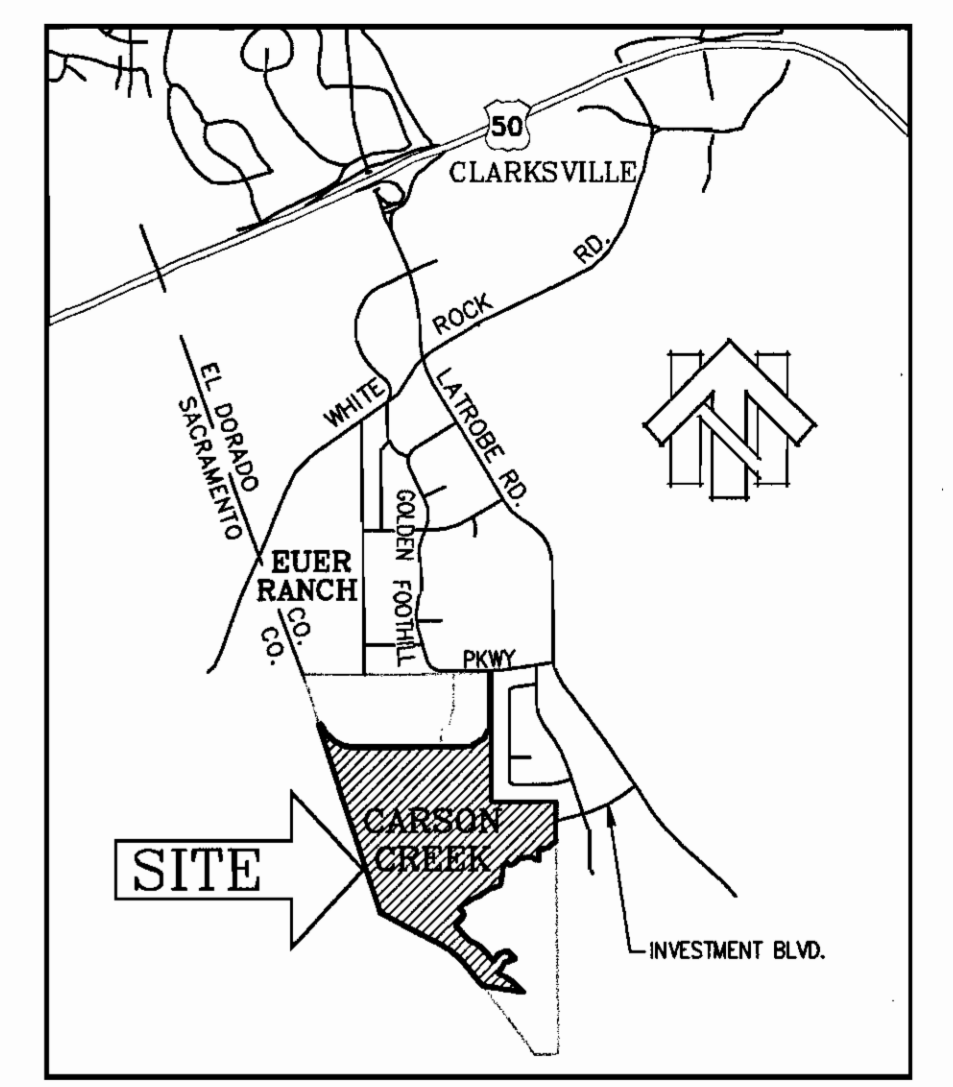 50
CLARKSVILLE
WHITE ROCK RD.
LATROBE RD.
EL DORADO CO.
SACRAMENTO CO.
GOLDEN FOOTHILL PKWY
EUER
RANCH
CARSON
CREEK
SITE
INVESTMENT BLVD.
N